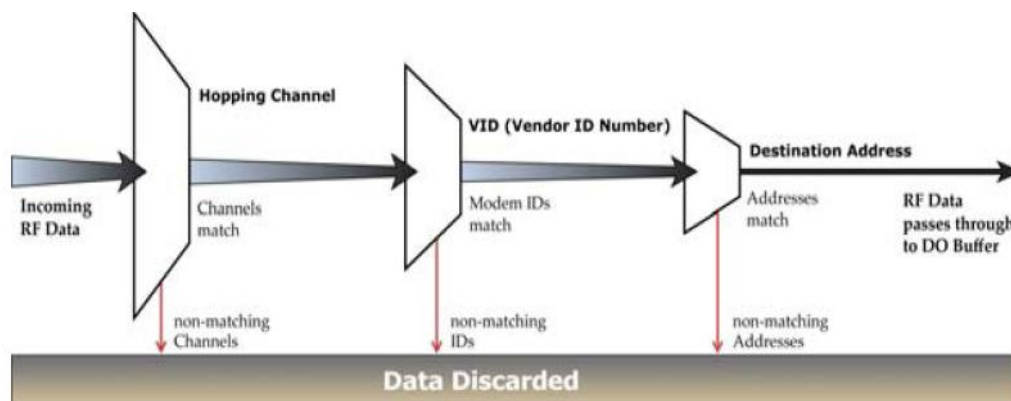 Hopping Channel
VID (Vendor ID Number)
Destination Address
Incoming
RF Data
Channels
match
Modem IDs
match
Addresses
match
RF Data
passes through
to DO Buffer
non-matching
Channels
non-matching
IDs
non-matching
Addresses
Data Discarded